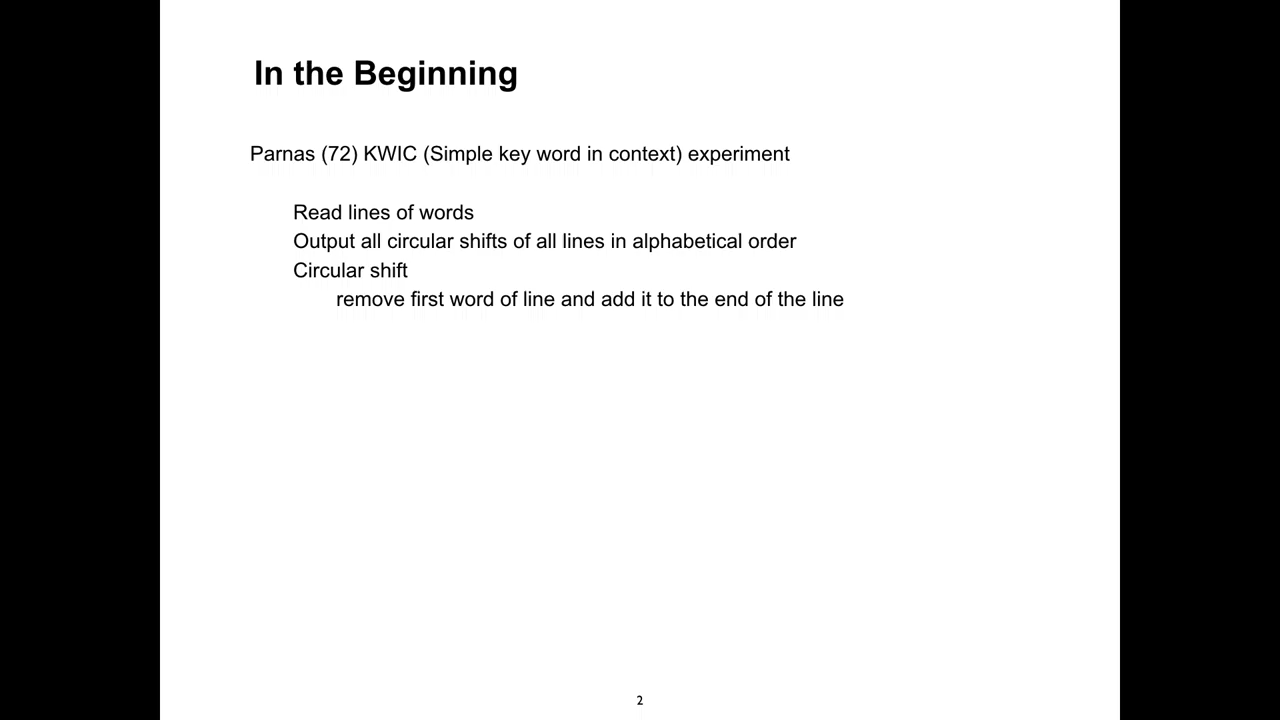 In the Beginning
Parnas (72) KWIC (Simple key word in context) experiment
Read lines of words
Output all circular shifts of all lines in alphabetical order
Circular shift
remove first word of line and add it to the end of the line
2